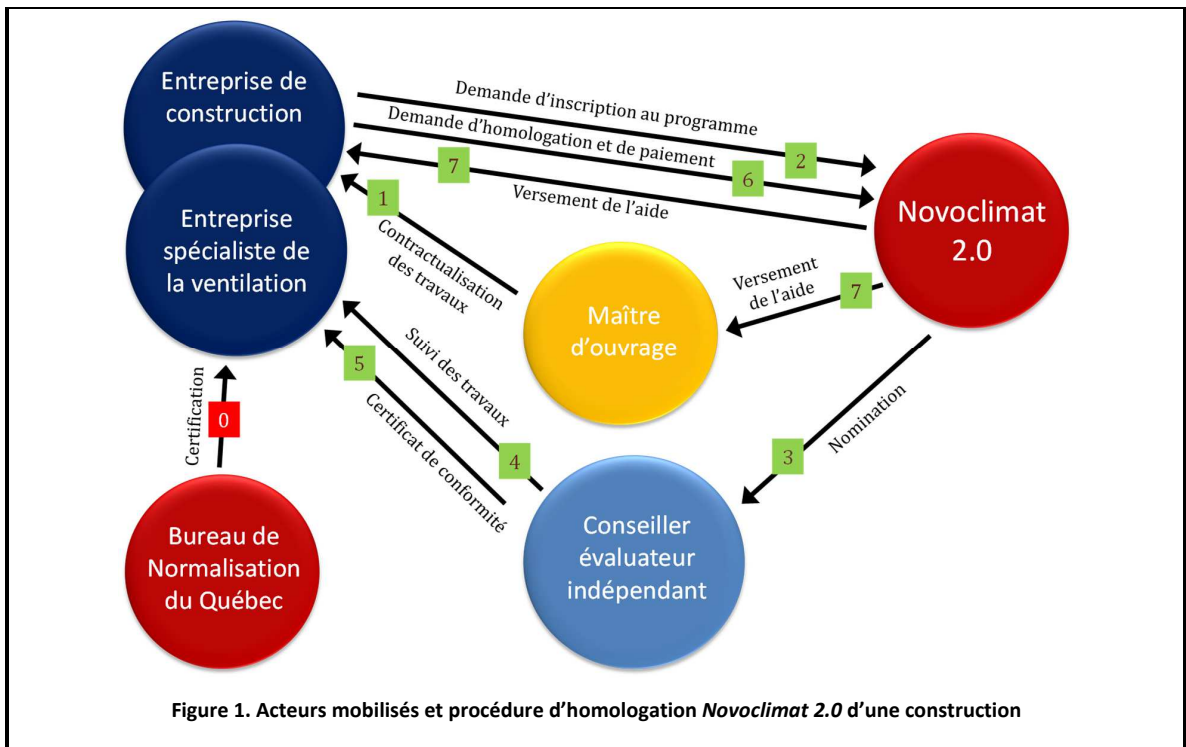 Entreprise de
construction
Entreprise
spécialiste de
la ventilation
Demande d'inscription au programme
2
Demande d'homologation et de paiement
6
7
Versement de l'aide
Novoclimat
2.0
1
Contractualisation
des travaux
Versement
de l'aide
7
Maître
d'ouvrage
Suivi des travaux
4
5
Certificat de conformité
Nomination
3
Certification
0
Bureau de
Normalisation
du Québec
Conseiller
évaluateur
indépendant
Figure 1. Acteurs mobilisés et procédure d'homologation Novoclimat 2.0 d'une construction